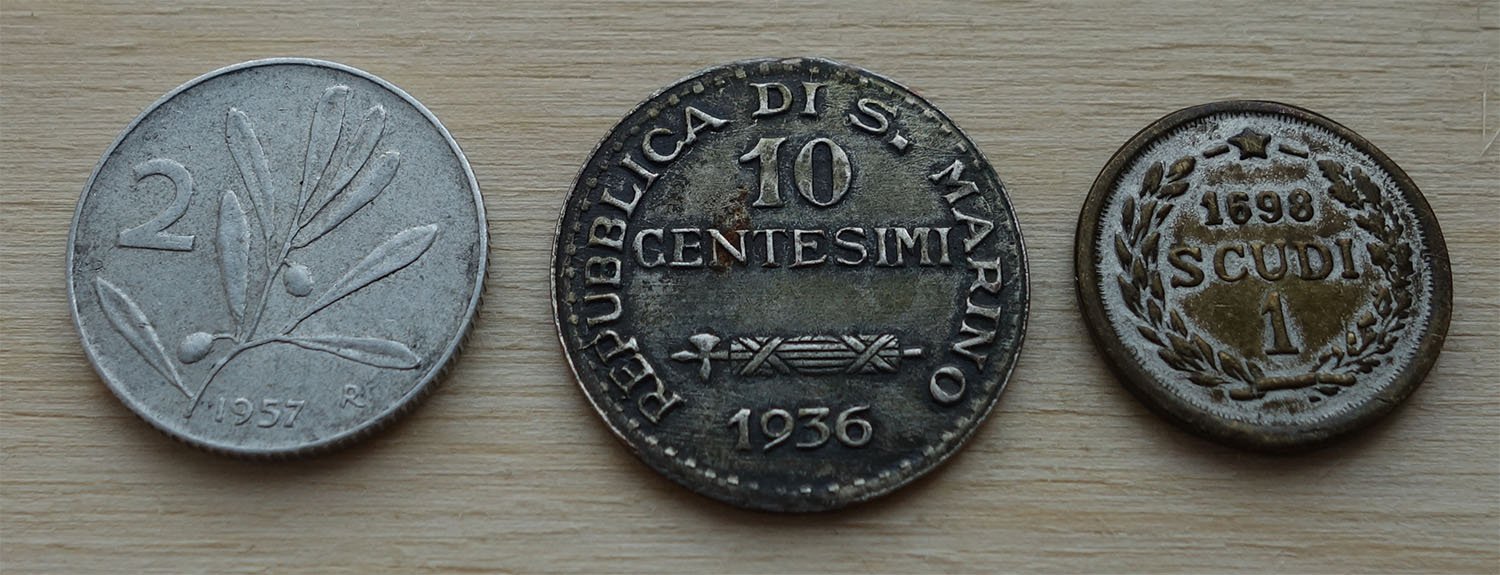 2
1957 R
REPUBBLICA DI S. MARINO
10
CENTESIMI
1936
1698
SCUDI
1